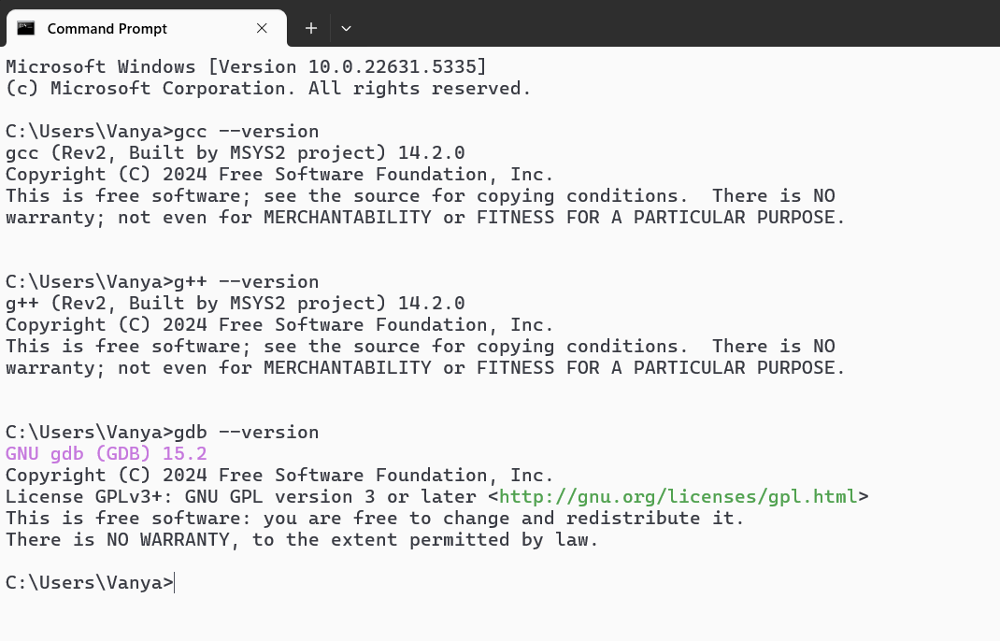 Command Prompt
Microsoft Windows [Version 10.0.22631.5335]
(c) Microsoft Corporation. All rights reserved.
C:\Users\Vanya>gcc --version
gcc (Rev2, Built by MSYS2 project) 14.2.0
Copyright (C) 2024 Free Software Foundation, Inc.
This is free software; see the source for copying conditions.  There is NO
warranty; not even for MERCHANTABILITY or FITNESS FOR A PARTICULAR PURPOSE.
C:\Users\Vanya>g++ --version
g++ (Rev2, Built by MSYS2 project) 14.2.0
Copyright (C) 2024 Free Software Foundation, Inc.
This is free software; see the source for copying conditions.  There is NO
warranty; not even for MERCHANTABILITY or FITNESS FOR A PARTICULAR PURPOSE.
C:\Users\Vanya>gdb --version
GNU gdb (GDB) 15.2
Copyright (C) 2024 Free Software Foundation, Inc.
License GPLv3+: GNU GPL version 3 or later <http://gnu.org/licenses/gpl.html>
This is free software: you are free to change and redistribute it.
There is NO WARRANTY, to the extent permitted by law.
C:\Users\Vanya>